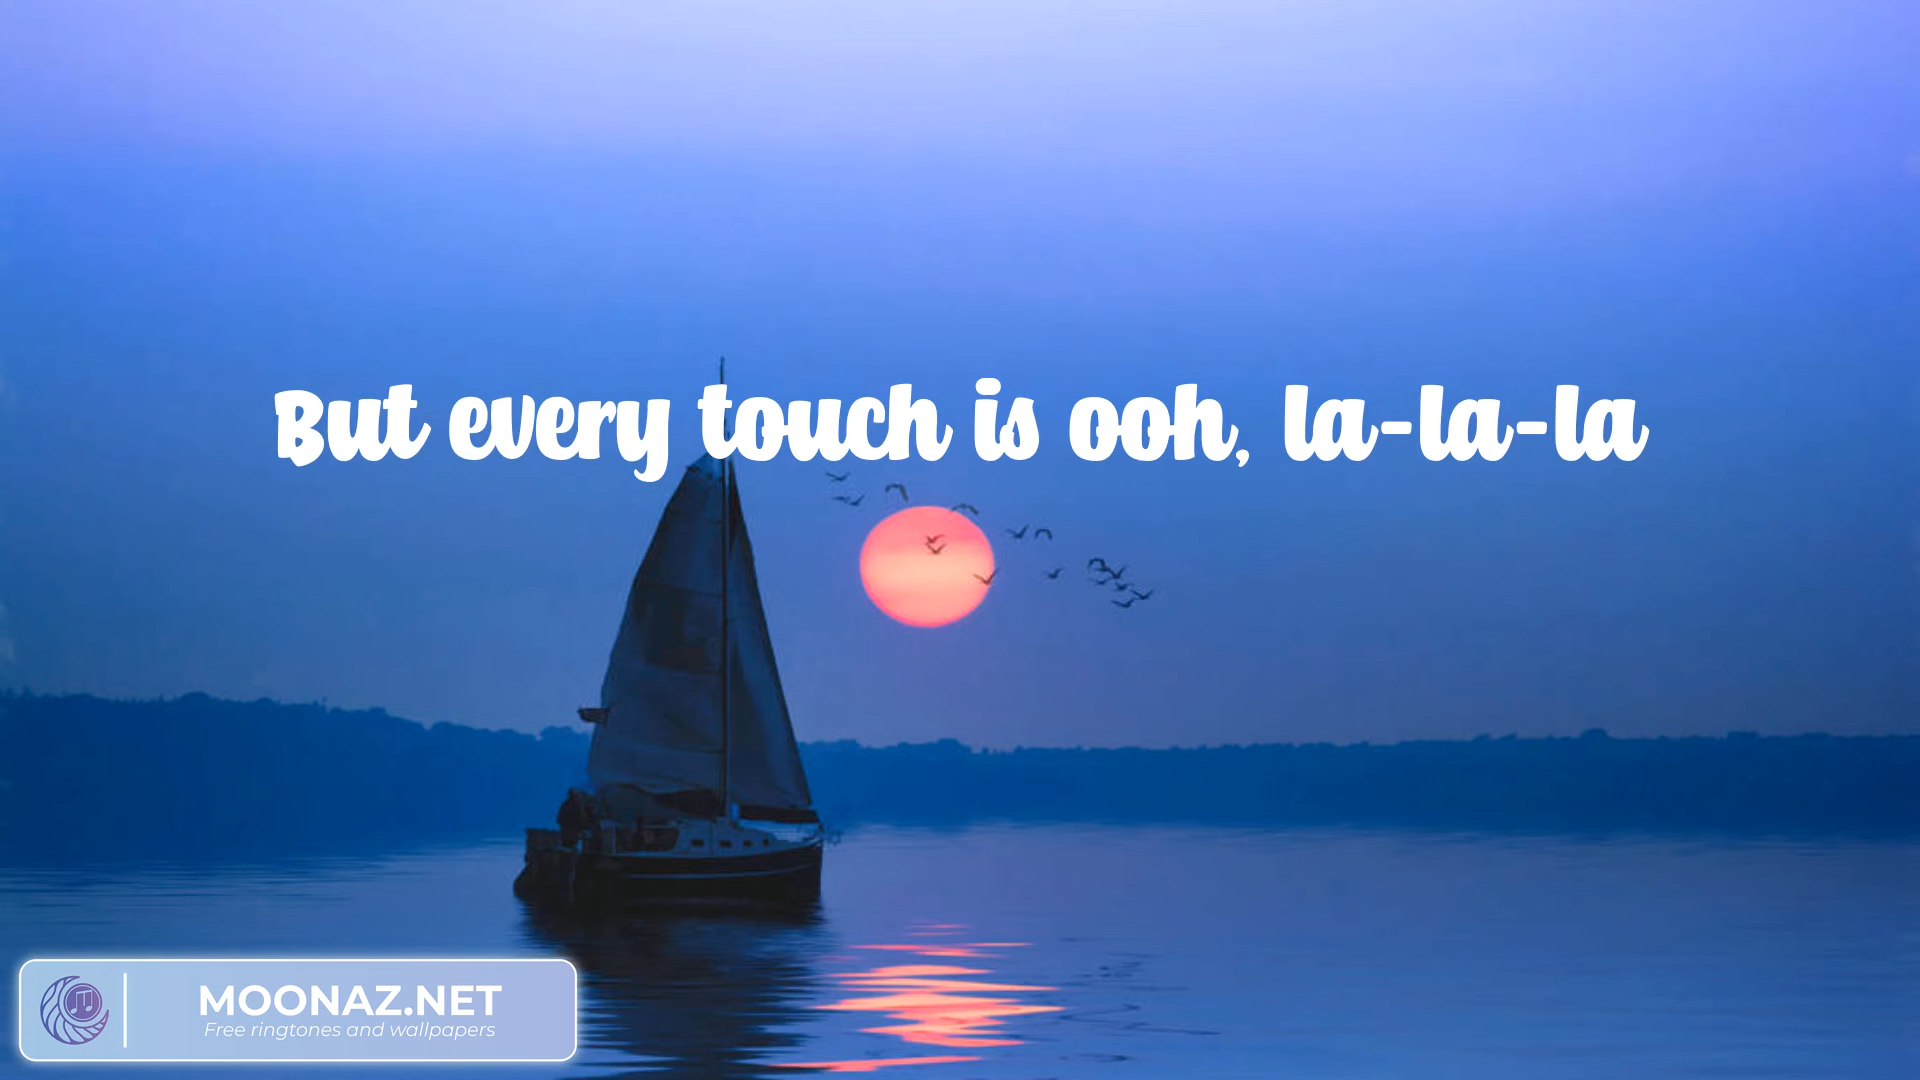 But every touch is ooh, la-la-la
MOONAZ.NET
Free ringtones and wallpapers